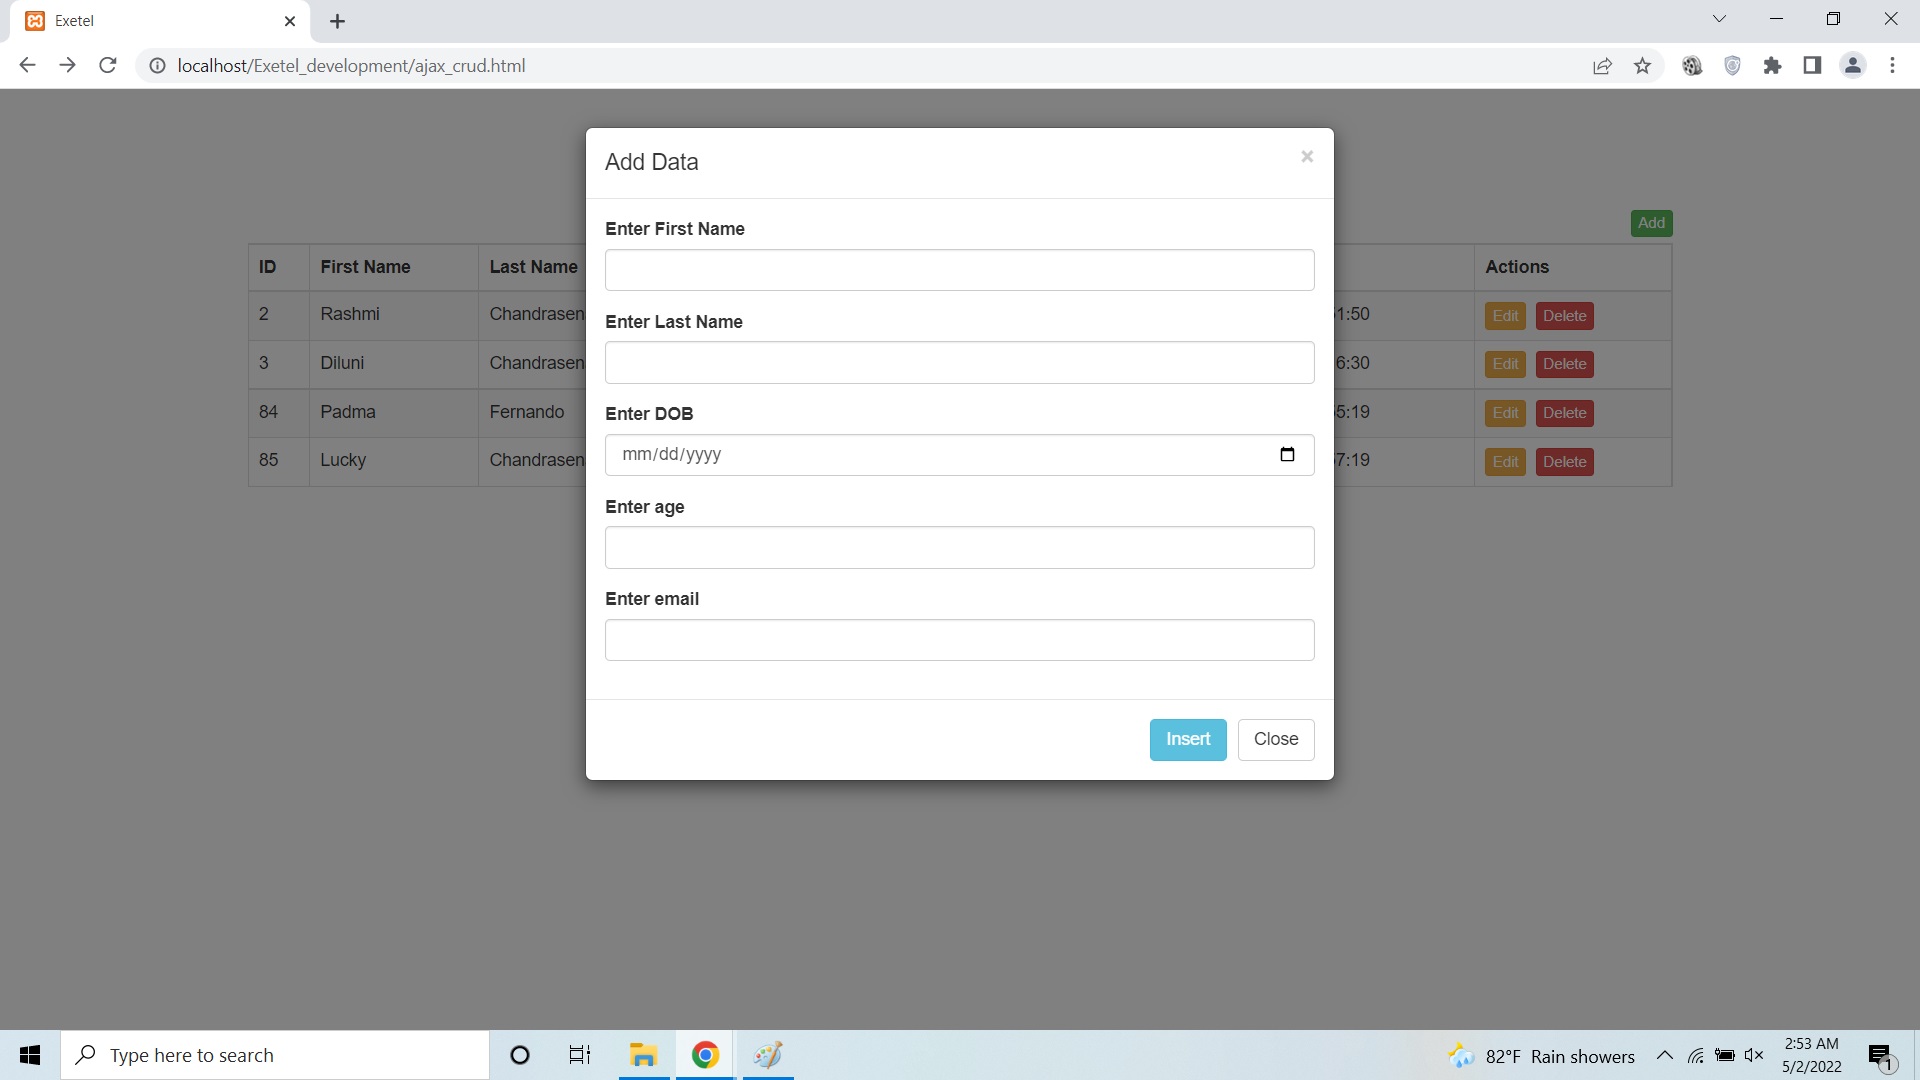 Exetel
localhost/Exetel_development/ajax_crud.html
Add Data
×
Add
Enter First Name
ID First Name Last Name Actions
2 Rashmi Chandrasen 1:50 Edit Delete
Enter Last Name
3 Diluni Chandrasen 6:30 Edit Delete
Enter DOB
84 Padma Fernando 5:19 Edit Delete
mm/dd/yyyy
85 Lucky Chandrasen 7:19 Edit Delete
Enter age
Enter email
Insert Close
Type here to search
82°F Rain showers
2:53 AM
5/2/2022
1